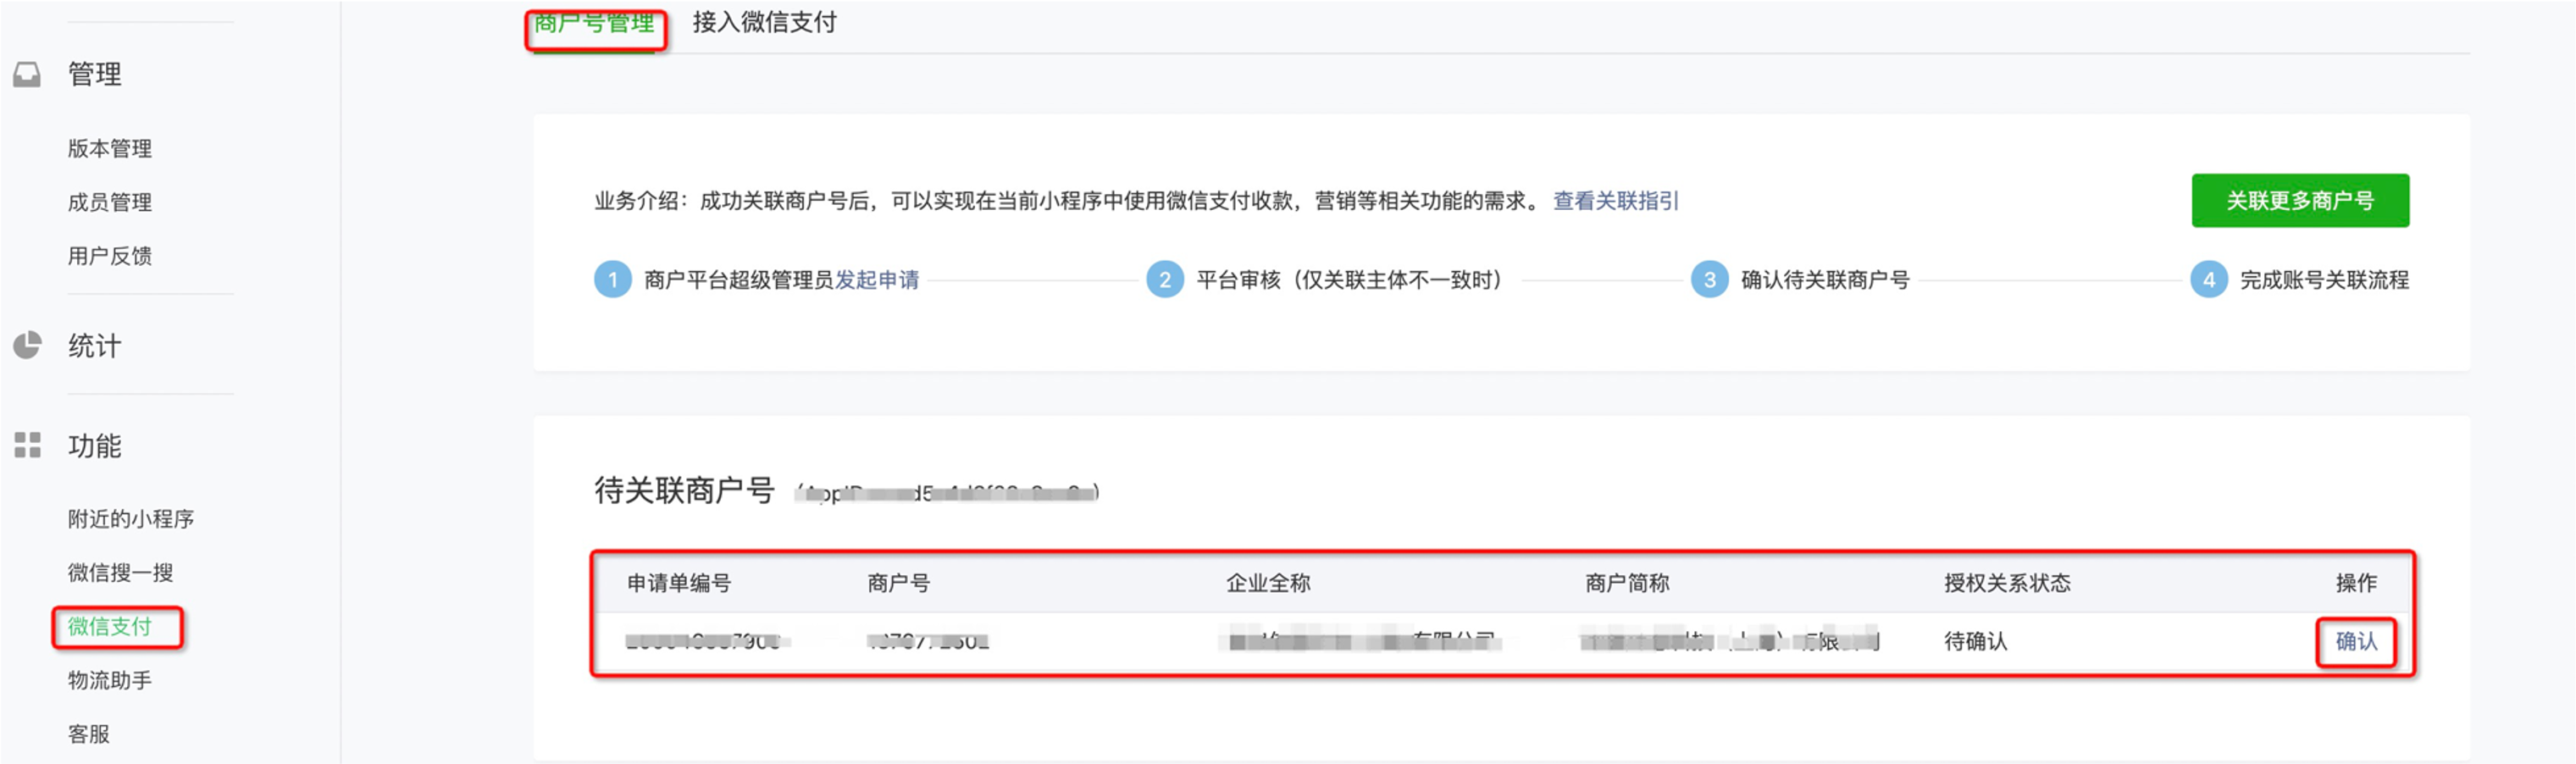 商户号管理 接入微信支付
管理
版本管理
成员管理
用户反馈
统计
功能
附近的小程序
微信搜一搜
微信支付
物流助手
客服
业务介绍：成功关联商户号后，可以实现在当前小程序中使用微信支付收款，营销等相关功能的需求。 查看关联指引
关联更多商户号
1 商户平台超级管理员发起申请 2 平台审核（仅关联主体不一致时） 3 确认待关联商户号 4 完成账号关联流程
待关联商户号
申请单编号 商户号 企业全称 商户简称 授权关系状态 操作
有限公司 待确认 确认